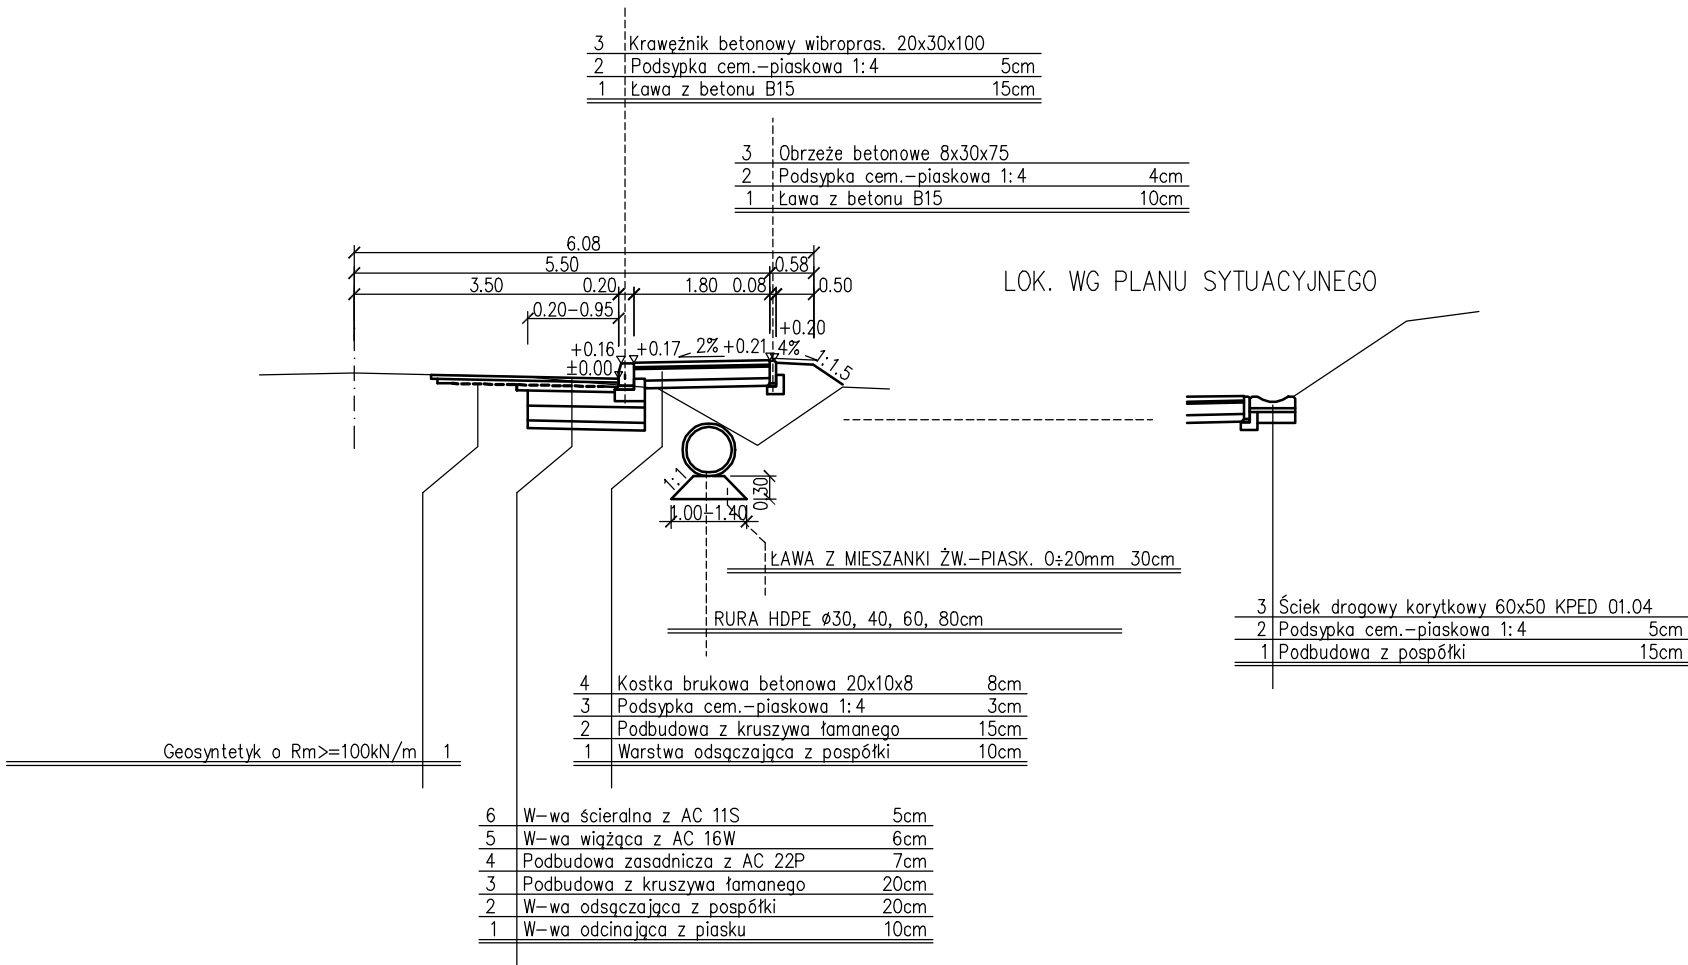 3 Krawężnik betonowy wibropras. 20x30x100
2 Podsypka cem.-piaskowa 1:4 5cm
1 Ława z betonu B15 15cm
3 Obrzeże betonowe 8x30x75
2 Podsypka cem.-piaskowa 1:4 4cm
1 Ława z betonu B15 10cm
6.08
5.50 0.58
3.50 0.20 1.80 0.08 0.50
0.20-0.95
LOK. WG PLANU SYTUACYJNEGO
+0.20
+0.16 +0.17 2% +0.21 4% 1:1.5
±0.00
1:1
0.30
1.00-1.40
ŁAWA Z MIESZANKI ŻW.-PIASK. 0÷20mm 30cm
RURA HDPE ø30, 40, 60, 80cm
3 Ściek drogowy korytkowy 60x50 KPED 01.04
2 Podsypka cem.-piaskowa 1:4 5cm
1 Podbudowa z pospółki 15cm
4 Kostka brukowa betonowa 20x10x8 8cm
3 Podsypka cem.-piaskowa 1:4 3cm
2 Podbudowa z kruszywa łamanego 15cm
1 Warstwa odsączająca z pospółki 10cm
Geosyntetyk o Rm>=100kN/m 1
6 W-wa ścieralna z AC 11S 5cm
5 W-wa wiążąca z AC 16W 6cm
4 Podbudowa zasadnicza z AC 22P 7cm
3 Podbudowa z kruszywa łamanego 20cm
2 W-wa odsączająca z pospółki 20cm
1 W-wa odcinająca z piasku 10cm